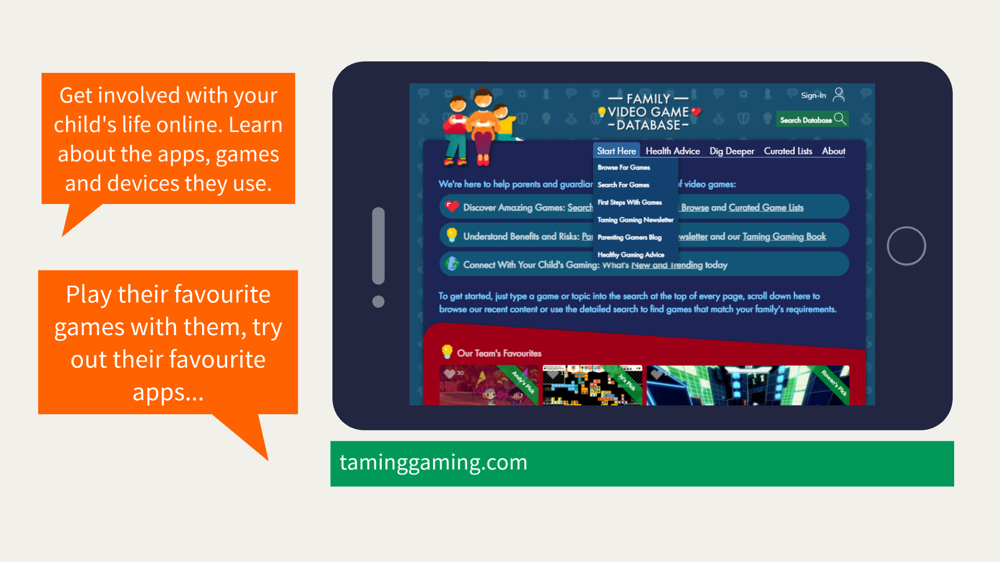 Get involved with your
child's life online. Learn
about the apps, games
and devices they use.
Play their favourite
games with them, try
out their favourite
apps...
FAMILY
VIDEO GAME
DATABASE
Sign-In
Search Database
Start Here Health Advice Dig Deeper Curated Lists About
Browse For Games
Search For Games
First Steps With Games
Taming Gaming Newsletter
Parenting Gamers Blog
Healthy Gaming Advice
We're here to help parents and guardian of video games:
Discover Amazing Games: Search Browse and Curated Game Lists
Understand Benefits and Risks: Par wsletter and our Taming Gaming Book
Connect With Your Child's Gaming: What's New and Trending today
To get started, just type a game or topic into the search at the top of every page, scroll down here to
browse our recent content or use the detailed search to find games that match your family's requirements.
Our Team's Favourites
30 Andy's Pick
15 Jo's Pick
14 Rowan's Pick
taminggaming.com